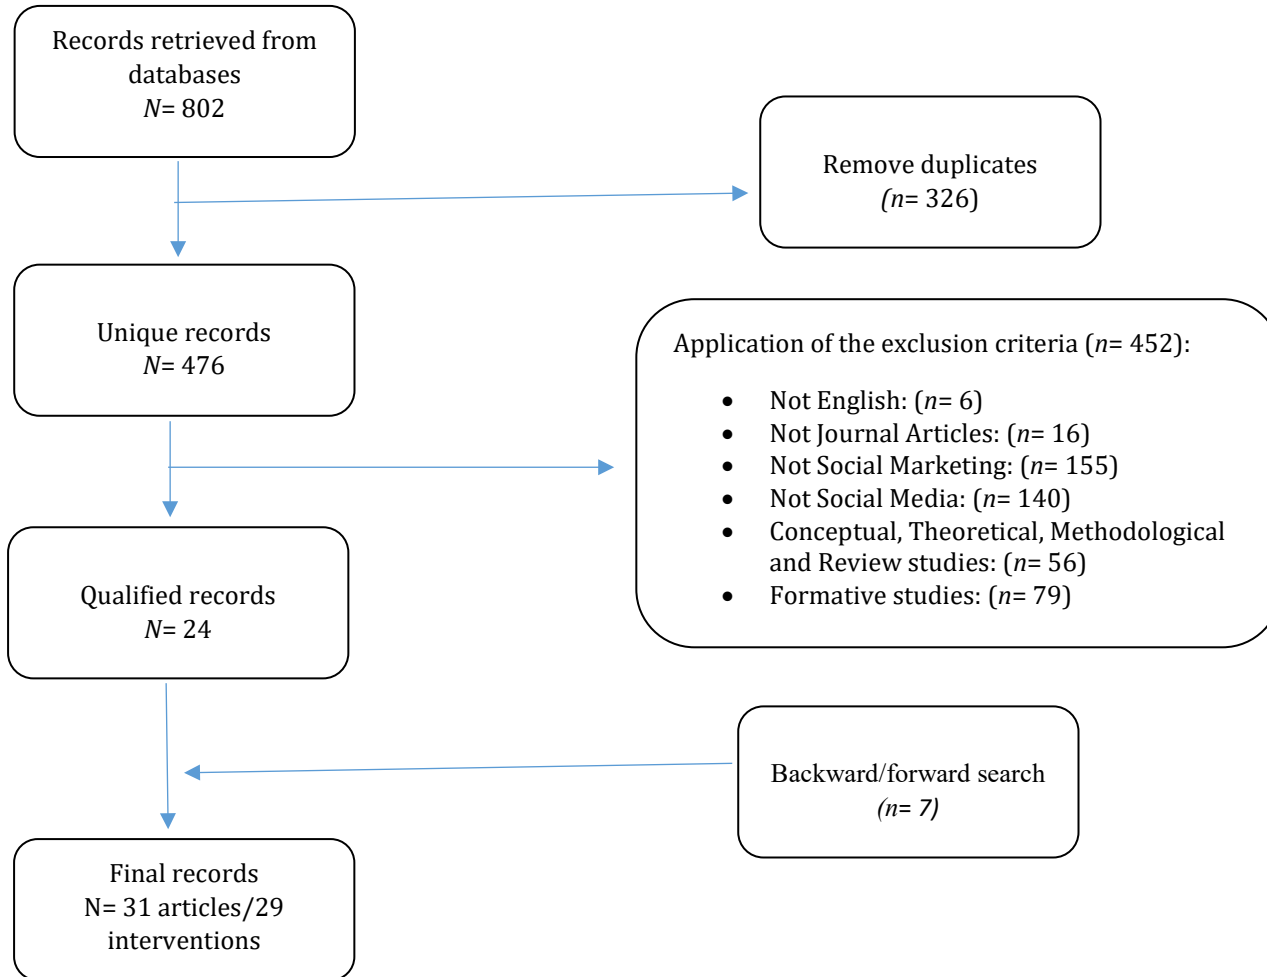 Records retrieved from
databases
N= 802
Remove duplicates
(n= 326)
Unique records
N= 476
Application of the exclusion criteria (n= 452):
• Not English: (n= 6)
• Not Journal Articles: (n= 16)
• Not Social Marketing: (n= 155)
• Not Social Media: (n= 140)
• Conceptual, Theoretical, Methodological
and Review studies: (n= 56)
• Formative studies: (n= 79)
Qualified records
N= 24
Backward/forward search
(n= 7)
Final records
N= 31 articles/29
interventions